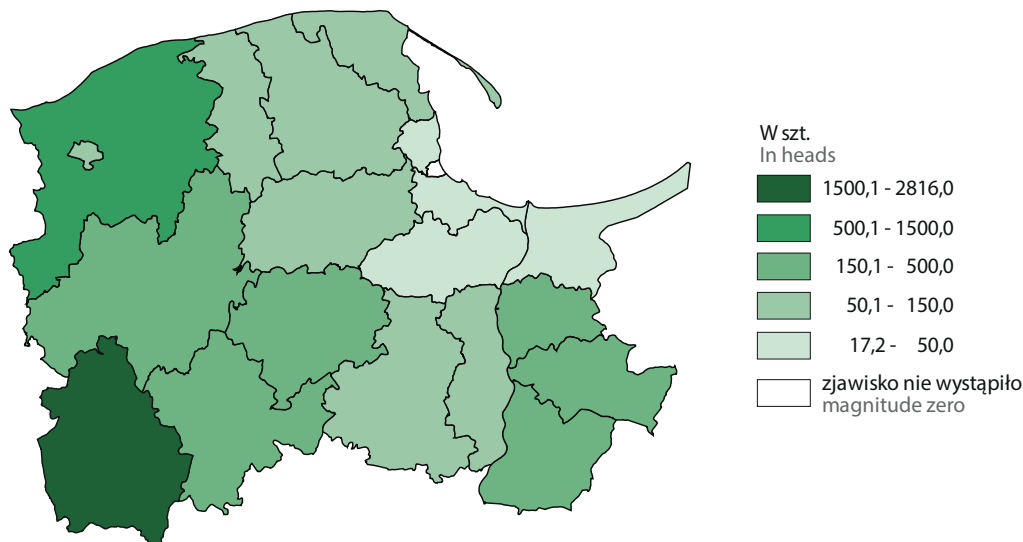 W szt.
In heads
1500,1 - 2816,0
500,1 - 1500,0
150,1 - 500,0
50,1 - 150,0
17,2 - 50,0
zjawisko nie wystąpiło
magnitude zero